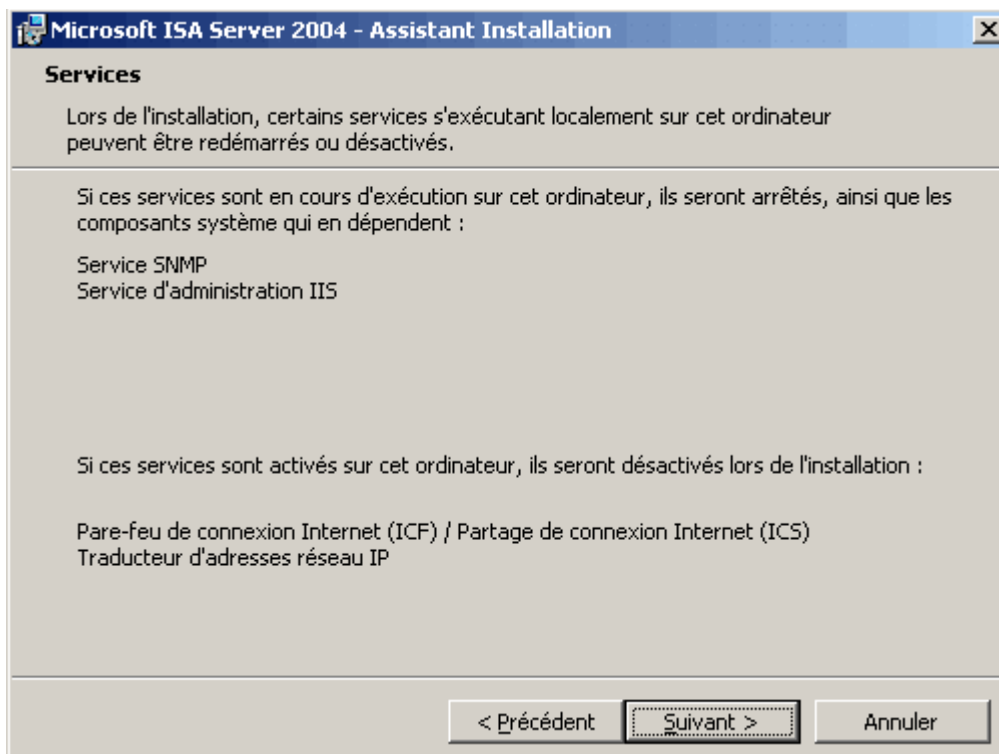 Microsoft ISA Server 2004 - Assistant Installation
Services
Lors de l'installation, certains services s'exécutant localement sur cet ordinateur
peuvent être redémarrés ou désactivés.
Si ces services sont en cours d'exécution sur cet ordinateur, ils seront arrêtés, ainsi que les
composants système qui en dépendent :
Service SNMP
Service d'administration IIS
Si ces services sont activés sur cet ordinateur, ils seront désactivés lors de l'installation :
Pare-feu de connexion Internet (ICF) / Partage de connexion Internet (ICS)
Traducteur d'adresses réseau IP
< Précédent
Suivant >
Annuler